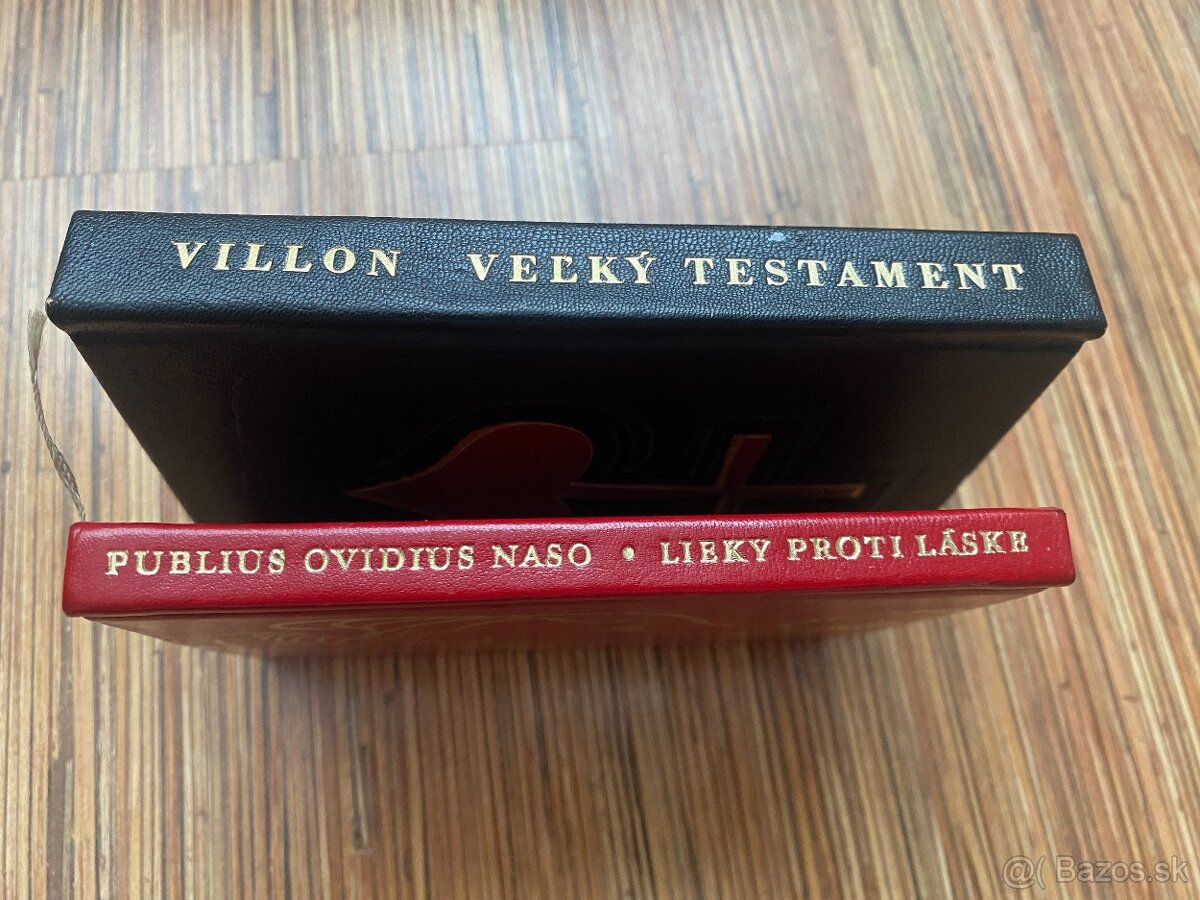 VILLON VEĽKÝ TESTAMENT
PUBLIUS OVIDIUS NASO • LIEKY PROTI LÁSKE
@( Bazos.sk